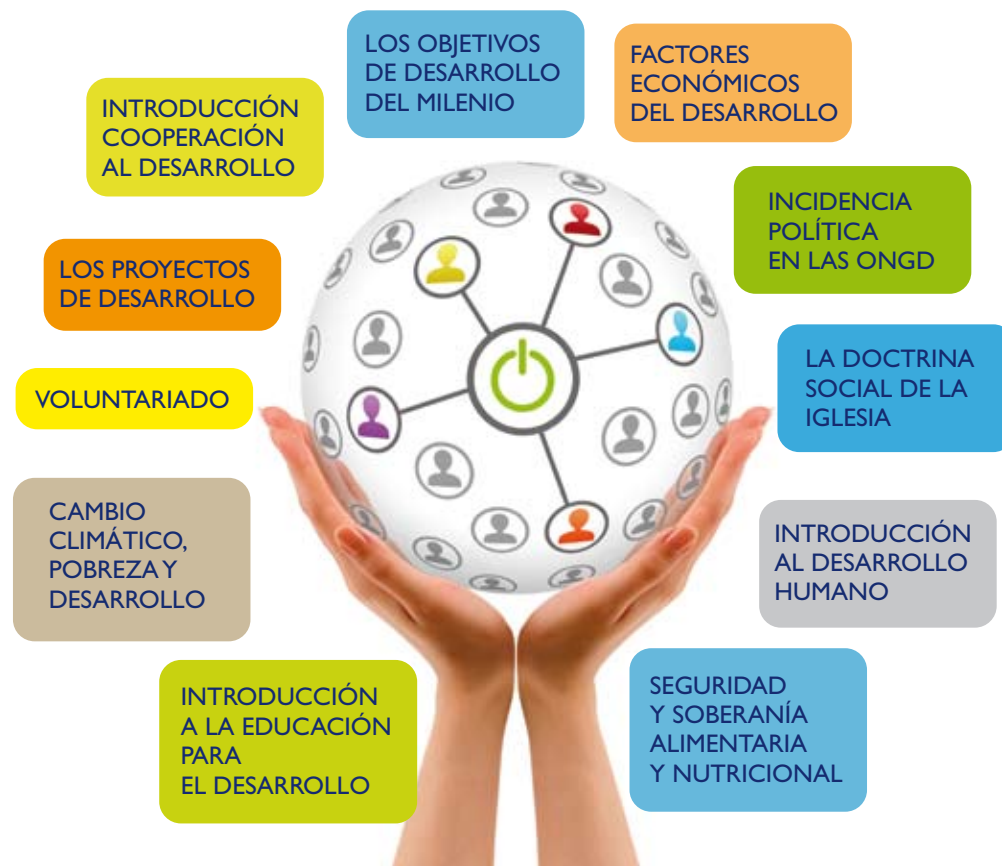 LOS OBJETIVOS
DE DESARROLLO
DEL MILENIO
FACTORES
ECONÓMICOS
DEL DESARROLLO
INTRODUCCIÓN
COOPERACIÓN
AL DESARROLLO
INCIDENCIA
POLÍTICA
EN LAS ONGD
LOS PROYECTOS
DE DESARROLLO
LA DOCTRINA
SOCIAL DE LA
IGLESIA
VOLUNTARIADO
CAMBIO
CLIMÁTICO,
POBREZA Y
DESARROLLO
INTRODUCCIÓN
AL DESARROLLO
HUMANO
INTRODUCCIÓN
A LA EDUCACIÓN
PARA
EL DESARROLLO
SEGURIDAD
Y SOBERANÍA
ALIMENTARIA
Y NUTRICIONAL